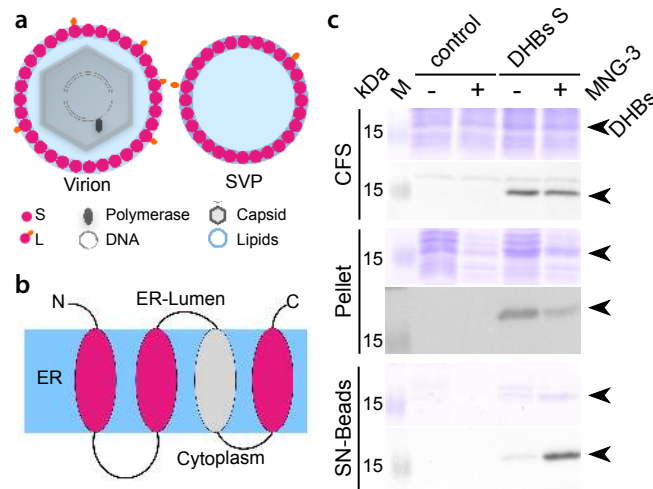 a
Virion
SVP
S
Polymerase
Capsid
L
DNA
Lipids
b
N
ER-Lumen
C
ER
Cytoplasm
c
control
DHBs S
kDa
M
-
+
-
+
MNG-3
DHBs
CFS
15
15
Pellet
15
15
SN-Beads
15
15